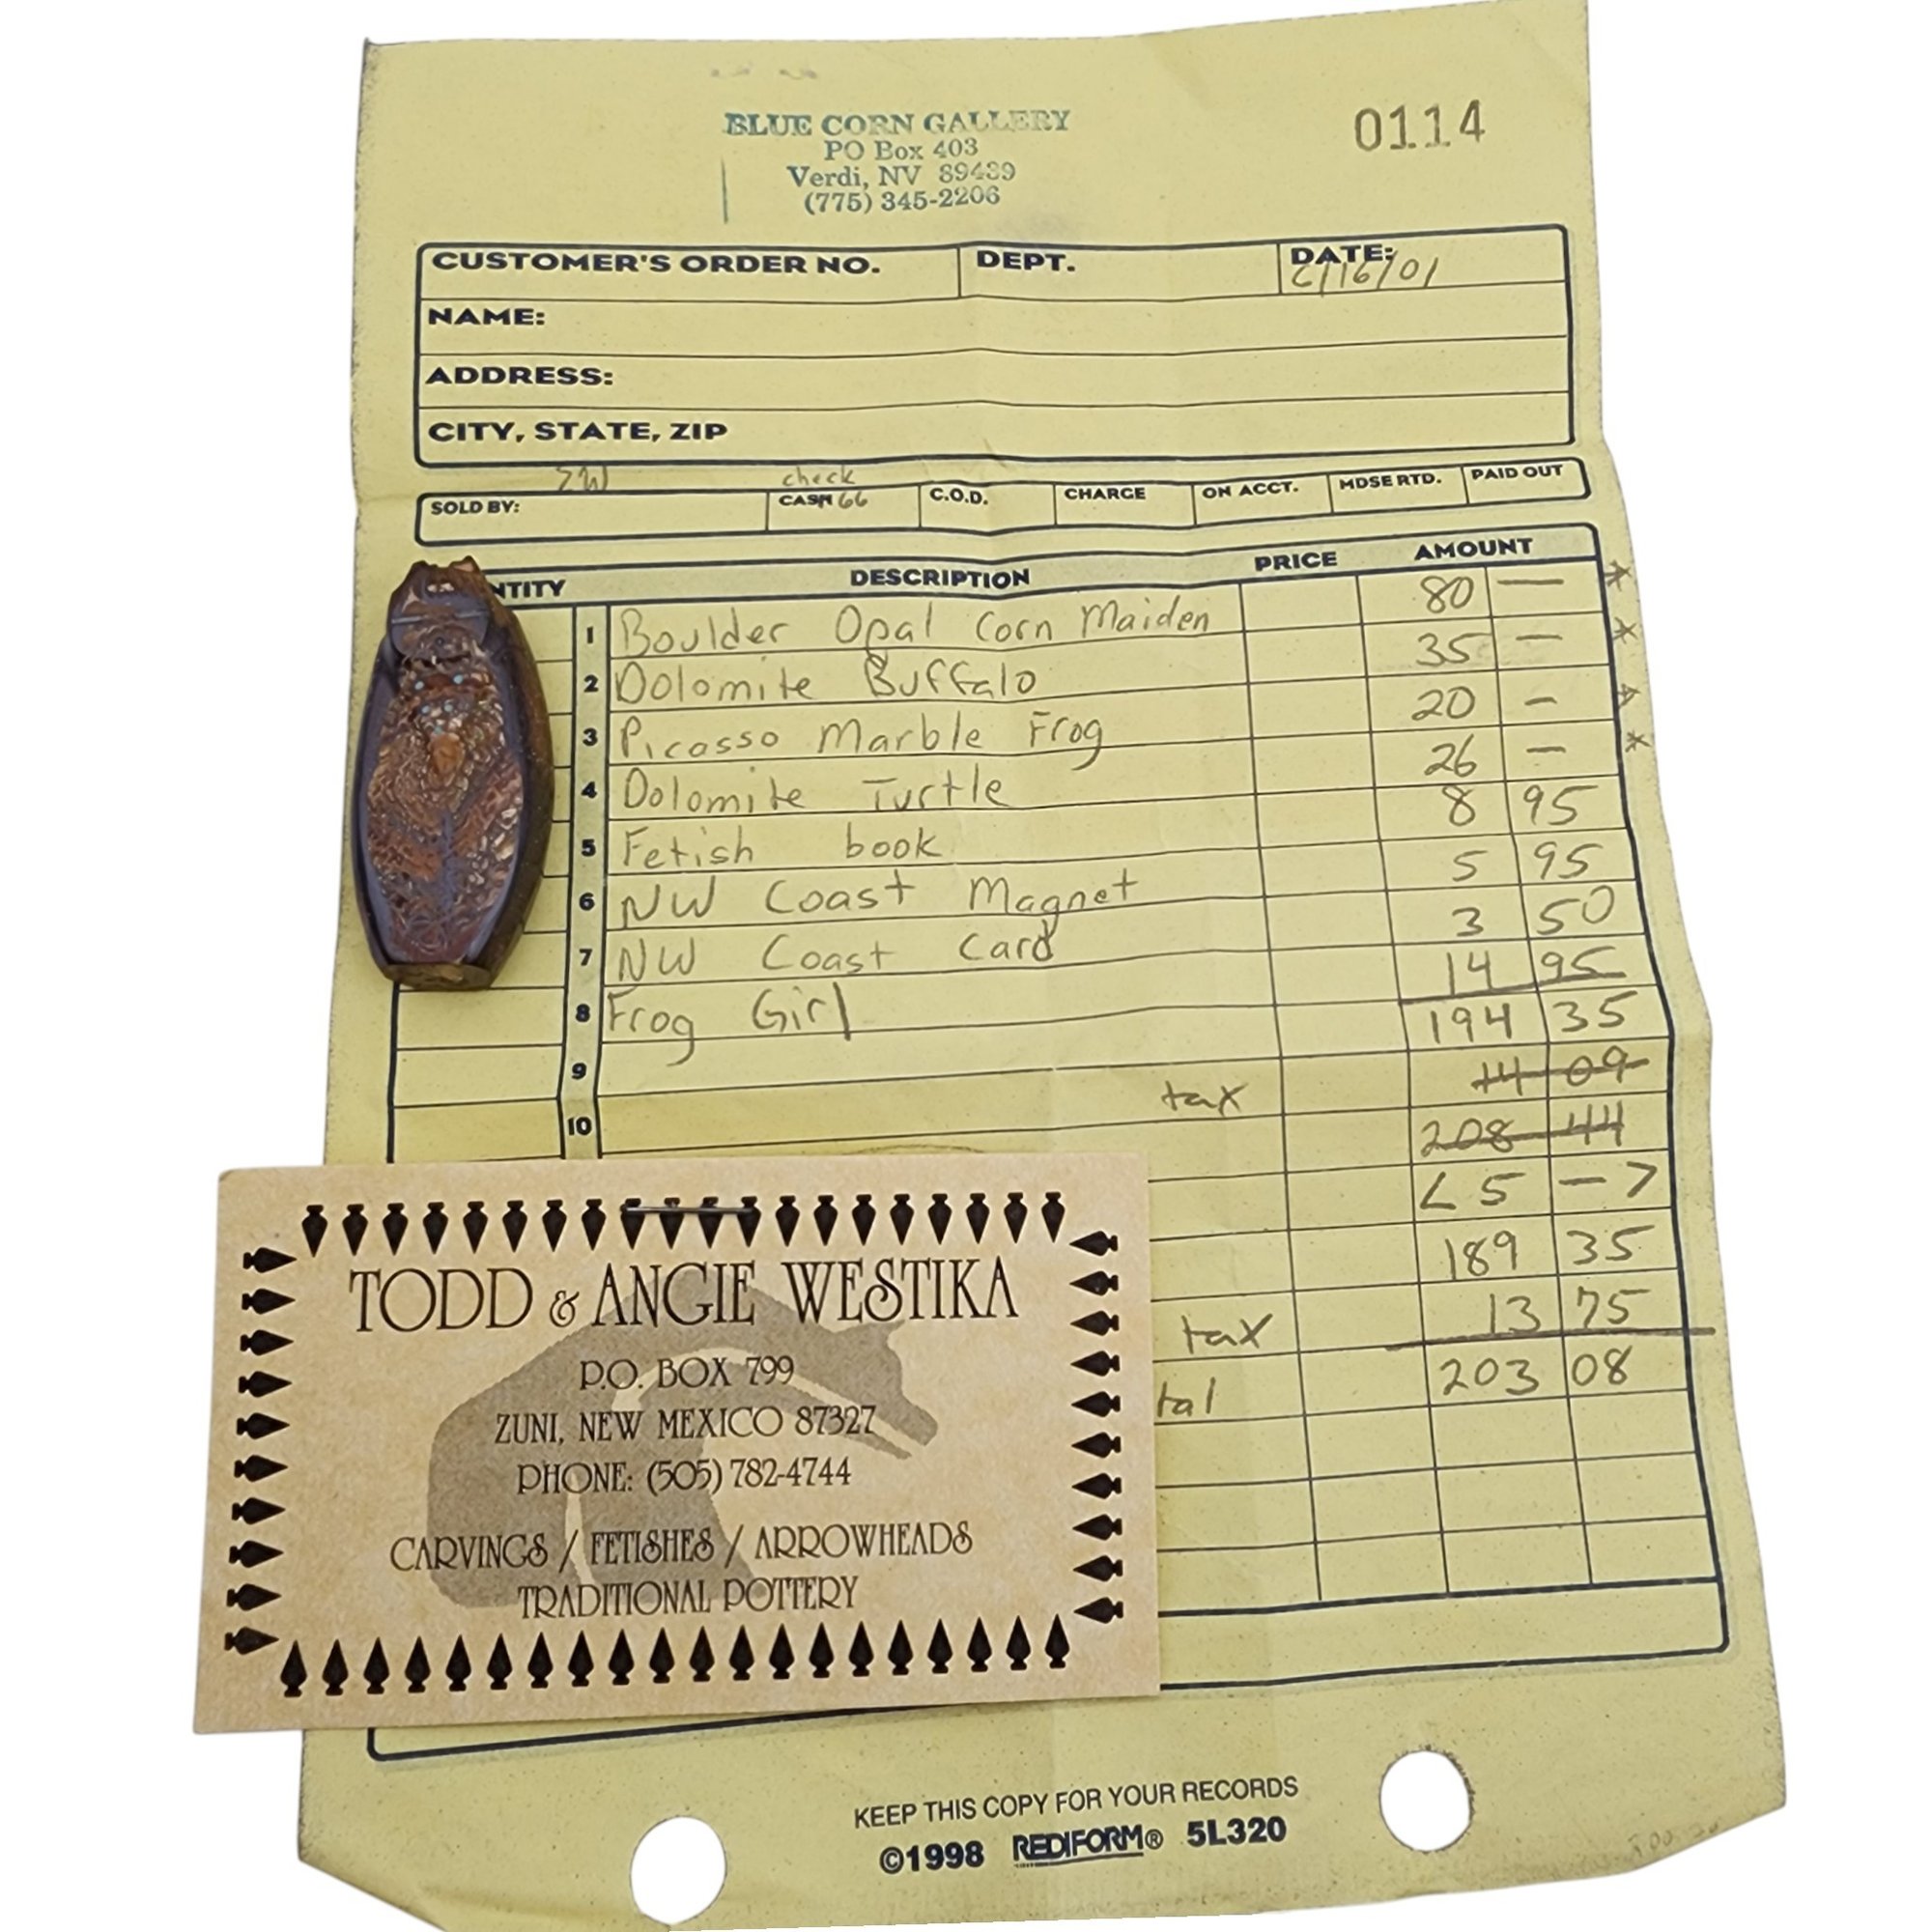 BLUE CORN GALLERY
PO Box 403
Verdi, NV 89439
(775) 345-2206
0114
CUSTOMER'S ORDER NO. DEPT. DATE:
/16/01
NAME:
ADDRESS:
CITY, STATE, ZIP
check
SOLD BY: CASH 66 C.O.D. CHARGE ON ACCT. MDSE RTD. PAID OUT
NTITY DESCRIPTION PRICE AMOUNT
1 Boulder Opal Corn Maiden 80 — *
2 Dolomite Buffalo 35 — *
3 Picasso Marble Frog 20 - *
4 Dolomite Turtle 26 — *
5 Fetish book 8 95
6 NW Coast Magnet 5 95
7 NW Coast Card 3 50
8 Frog Girl 14 95
194 35
9 tax 14 09
10 208 44
< 5 - >
189 35
tax 13 75
tal 203 08
TODD & ANGIE WESTIKA
P.O. BOX 799
ZUNI, NEW MEXICO 87327
PHONE: (505) 782-4744
CARVINGS / FETISHES / ARROWHEADS
TRADITIONAL POTTERY
KEEP THIS COPY FOR YOUR RECORDS
©1998 REDIFORM® 5L320